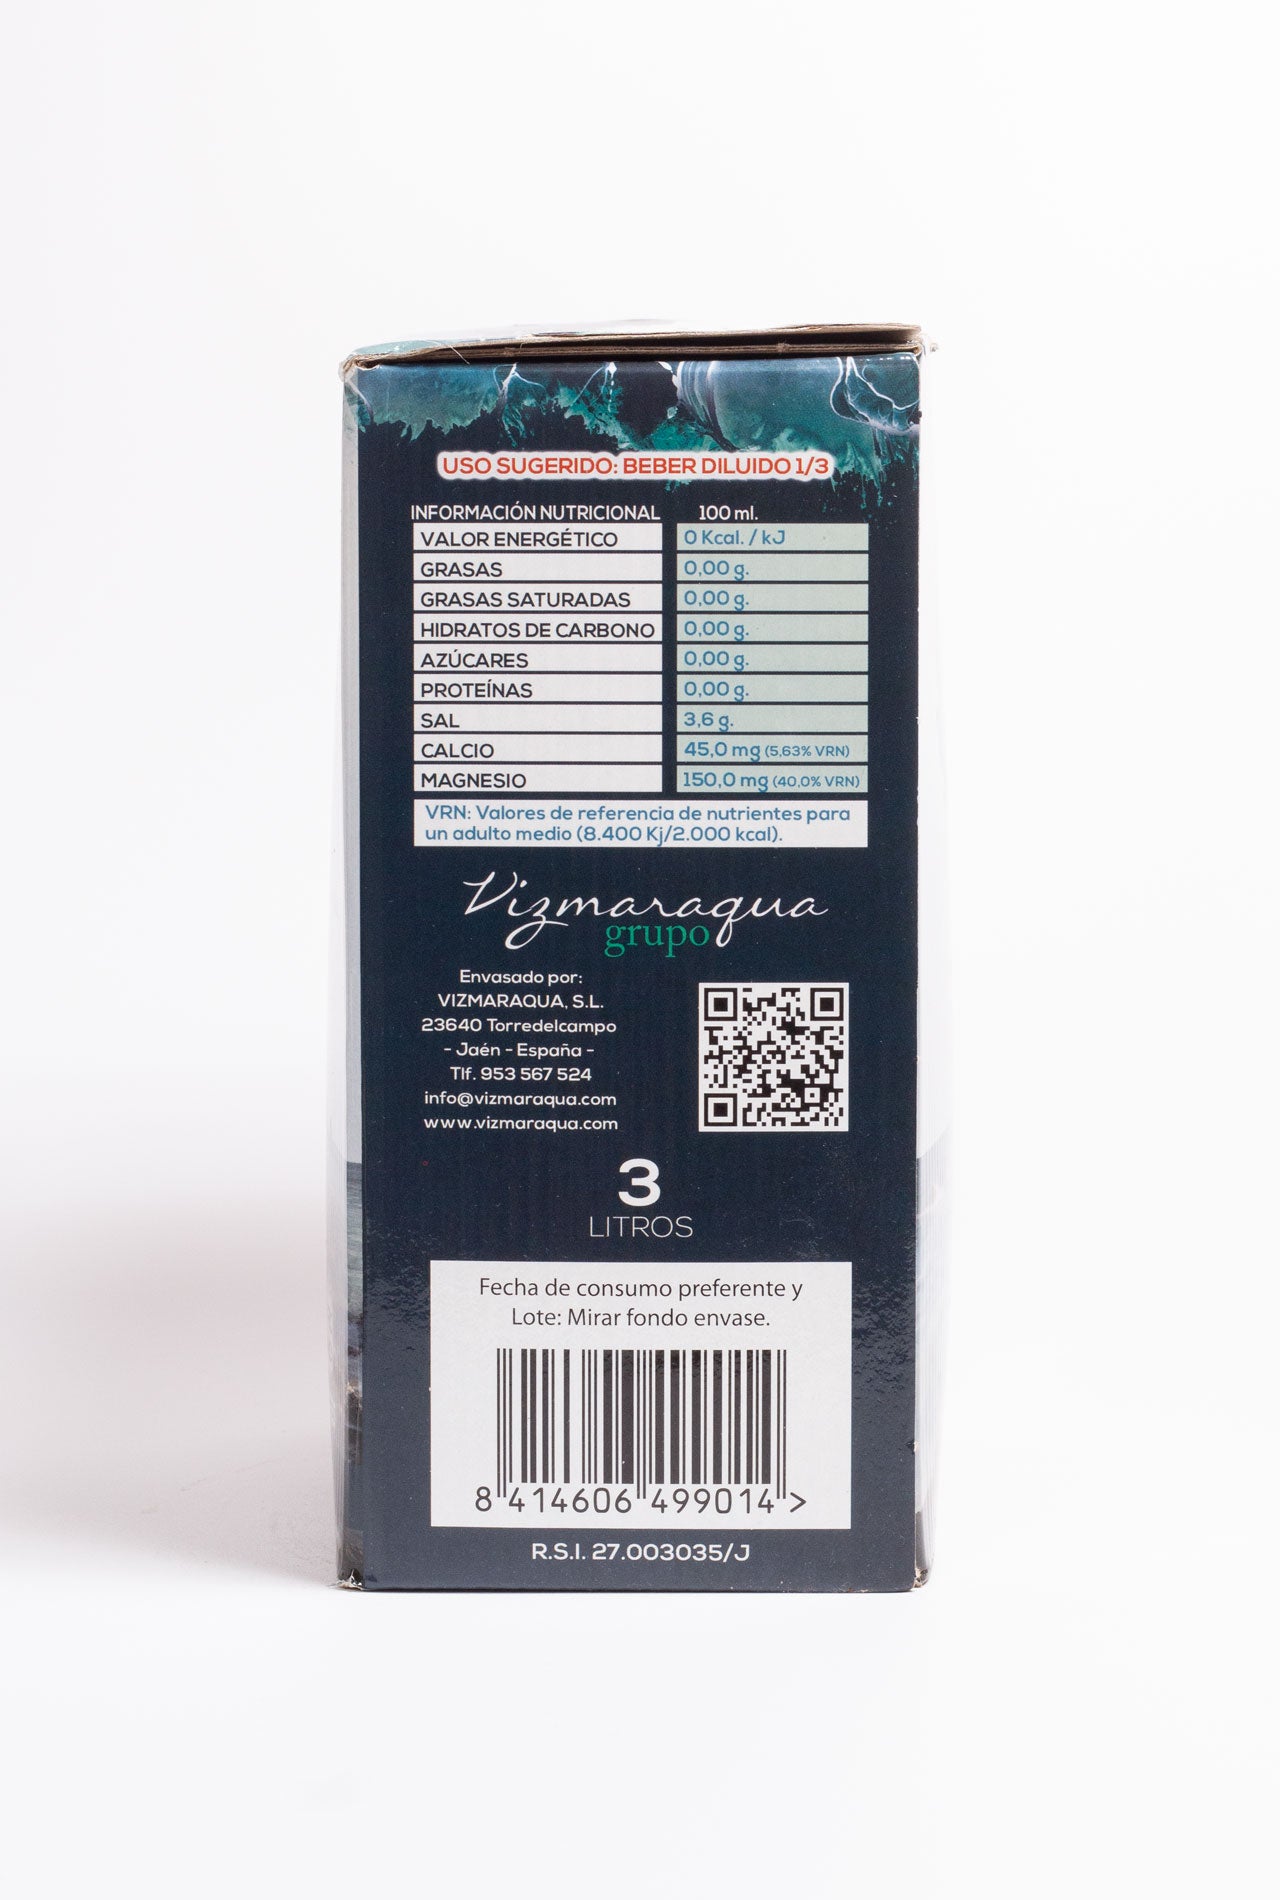 USO SUGERIDO: BEBER DILUIDO 1/3
INFORMACIÓN NUTRICIONAL 100 ml.
VALOR ENERGÉTICO 0 Kcal. / kJ
GRASAS 0,00 g.
GRASAS SATURADAS 0,00 g.
HIDRATOS DE CARBONO 0,00 g.
AZÚCARES 0,00 g.
PROTEÍNAS 0,00 g.
SAL 3,6 g.
CALCIO 45,0 mg (5,63% VRN)
MAGNESIO 150,0 mg (40,0% VRN)
VRN: Valores de referencia de nutrientes para
un adulto medio (8.400 Kj/2.000 kcal).
Vizmaraqua
grupo
Envasado por:
VIZMARAQUA, S.L.
23640 Torredelcampo
- Jaén - España -
Tlf. 953 567 524
info@vizmaraqua.com
www.vizmaraqua.com
3
LITROS
Fecha de consumo preferente y
Lote: Mirar fondo envase.
8 414606 499014 >
R.S.I. 27.003035/J